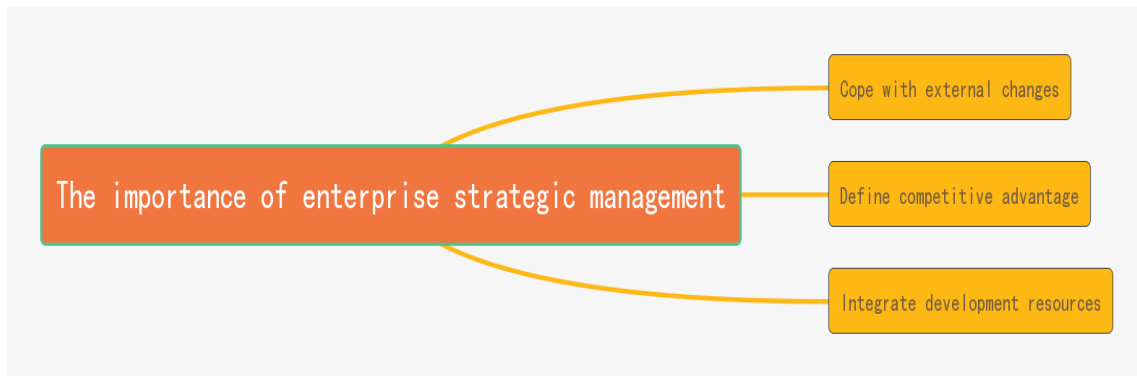 The importance of enterprise strategic management
Cope with external changes
Define competitive advantage
Integrate development resources